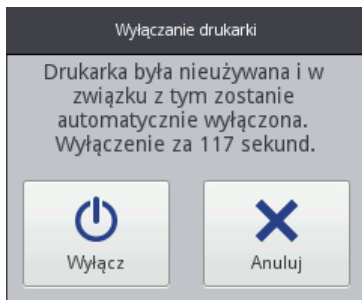 Wyłączanie drukarki
Drukarka była nieużywana i w
związku z tym zostanie
automatycznie wyłączona.
Wyłączenie za 117 sekund.
Wyłącz
Anuluj